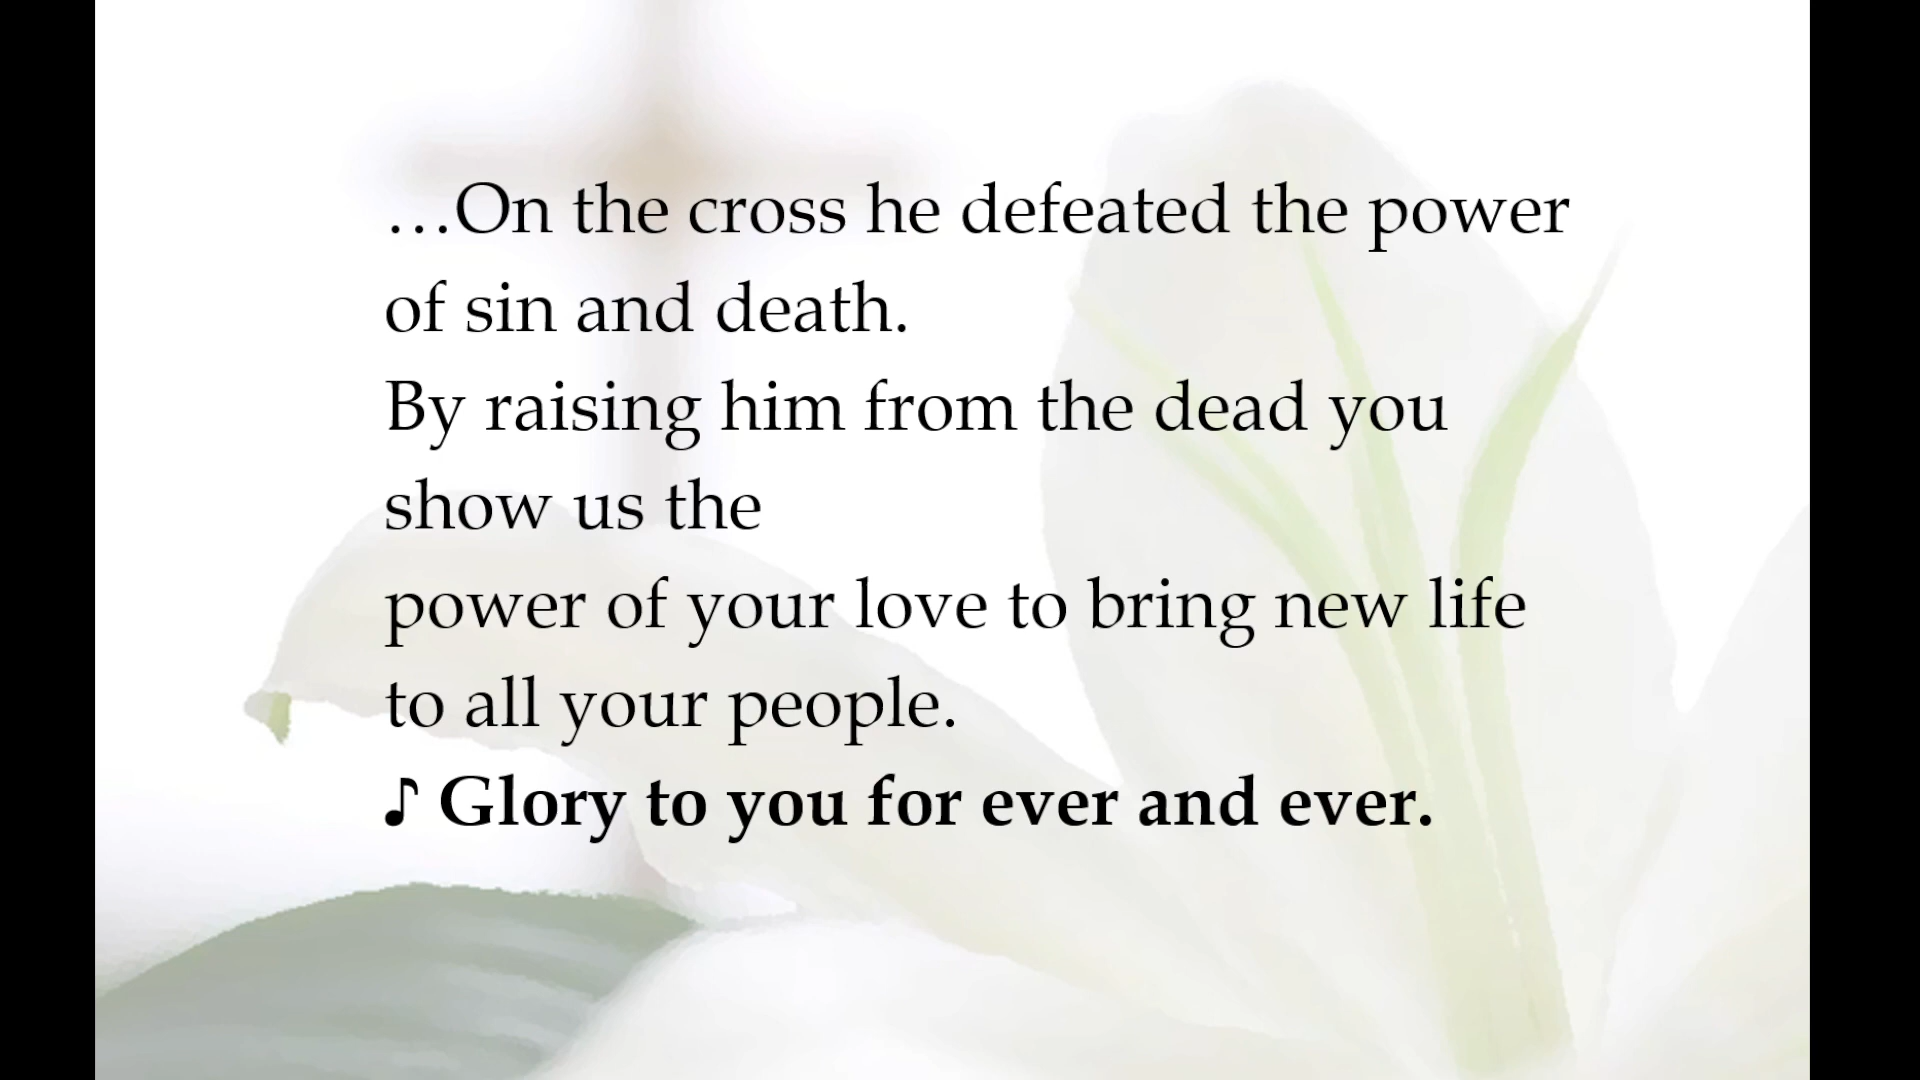 …On the cross he defeated the power
of sin and death.
By raising him from the dead you
show us the
power of your love to bring new life
to all your people.
♪ Glory to you for ever and ever.